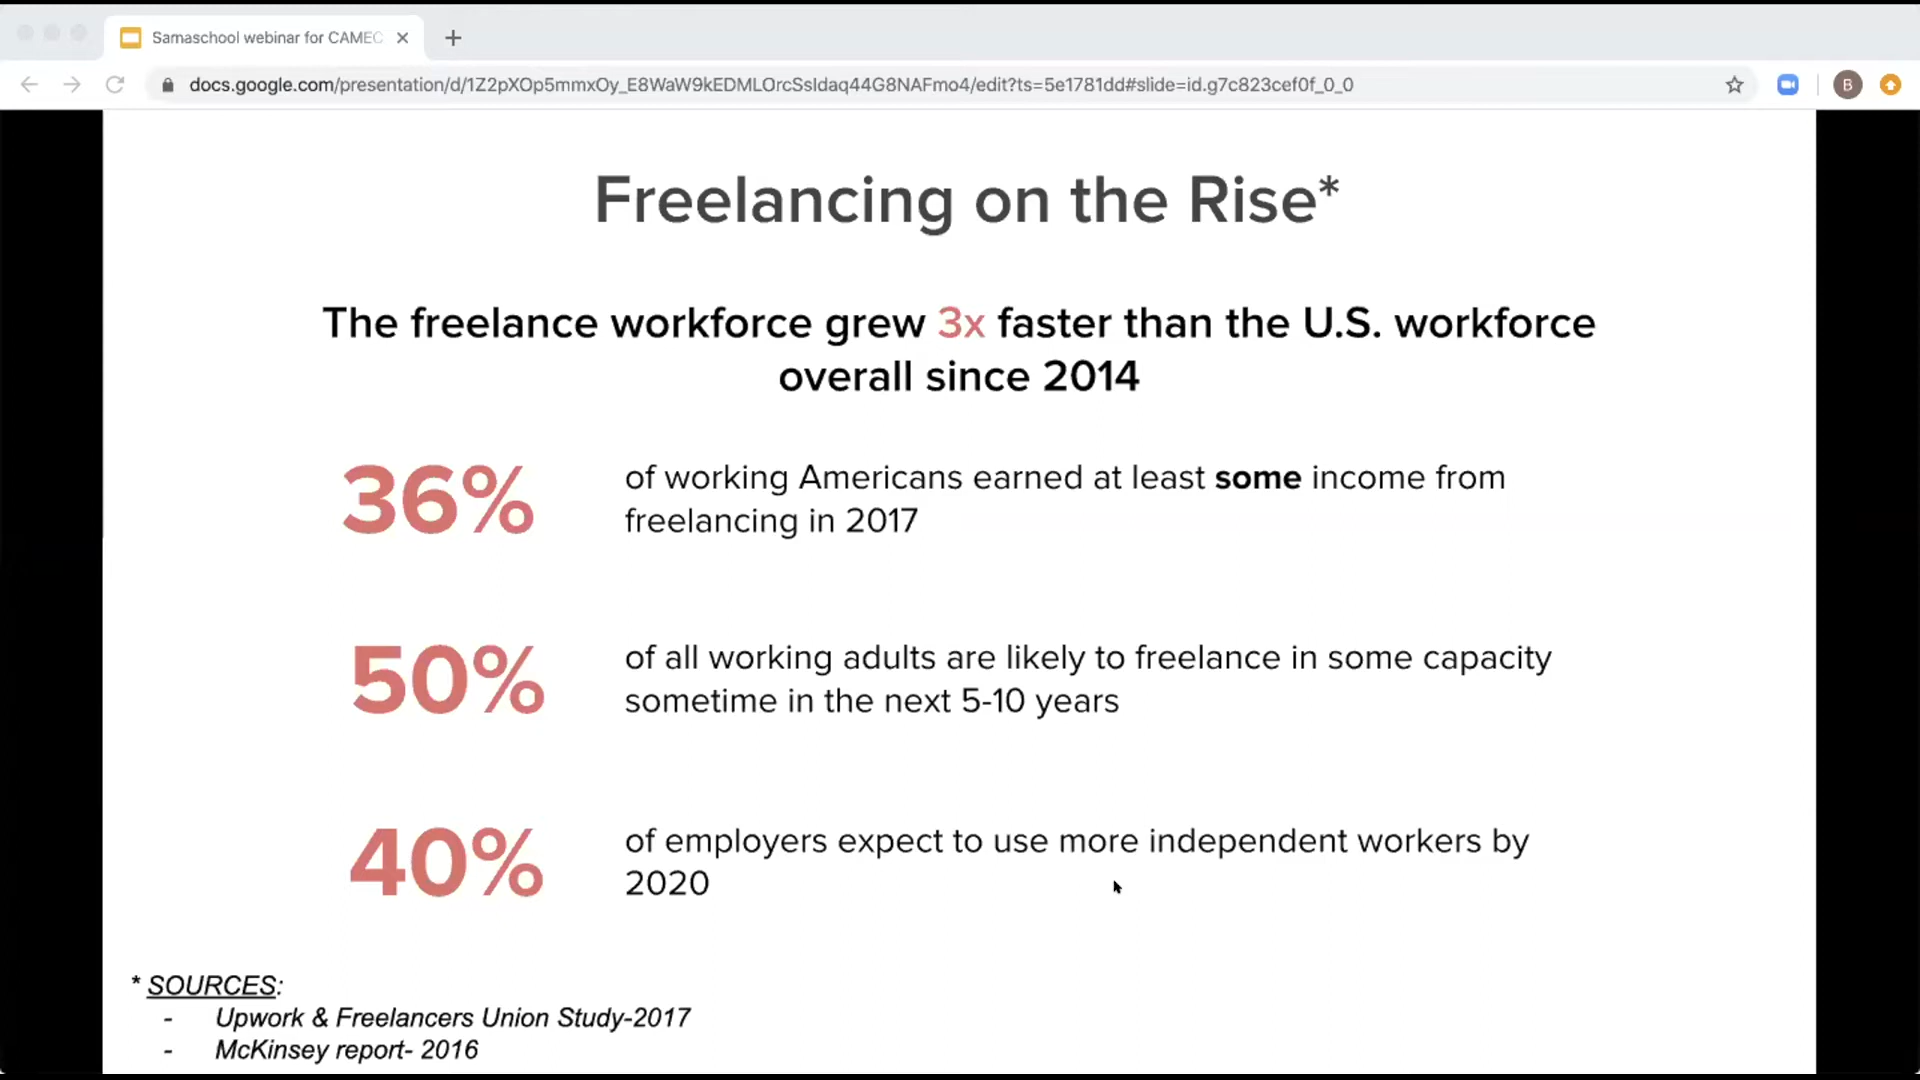 Samaschool webinar for CAMEC
docs.google.com/presentation/d/1Z2pXOp5mmxOy_E8WaW9kEDMLOrcSsIdaq44G8NAFmo4/edit?ts=5e1781dd#slide=id.g7c823cef0f_0_0
B
Freelancing on the Rise*
The freelance workforce grew 3x faster than the U.S. workforce
overall since 2014
36%
of working Americans earned at least some income from
freelancing in 2017
50%
of all working adults are likely to freelance in some capacity
sometime in the next 5-10 years
40%
of employers expect to use more independent workers by
2020
* SOURCES:
- Upwork & Freelancers Union Study-2017
- McKinsey report- 2016